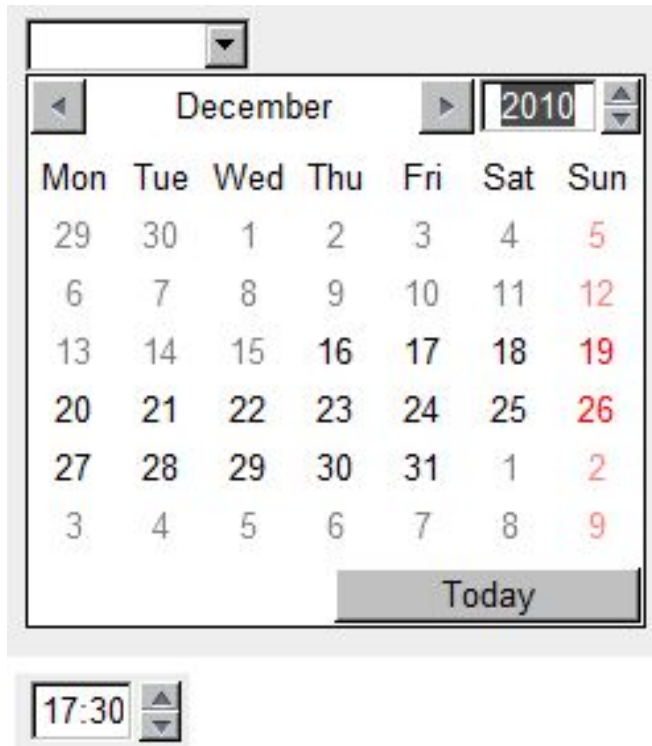 December 2010
Mon Tue Wed Thu Fri Sat Sun
29 30 1 2 3 4 5
6 7 8 9 10 11 12
13 14 15 16 17 18 19
20 21 22 23 24 25 26
27 28 29 30 31 1 2
3 4 5 6 7 8 9
Today
17:30